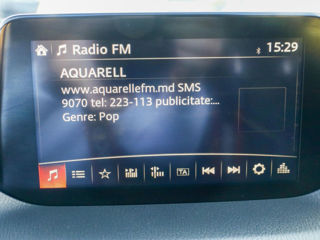 Radio FM
15:29
AQUARELL
www.aquarellefm.md SMS
9070 tel: 223-113 publicitate:...
Genre: Pop
TA